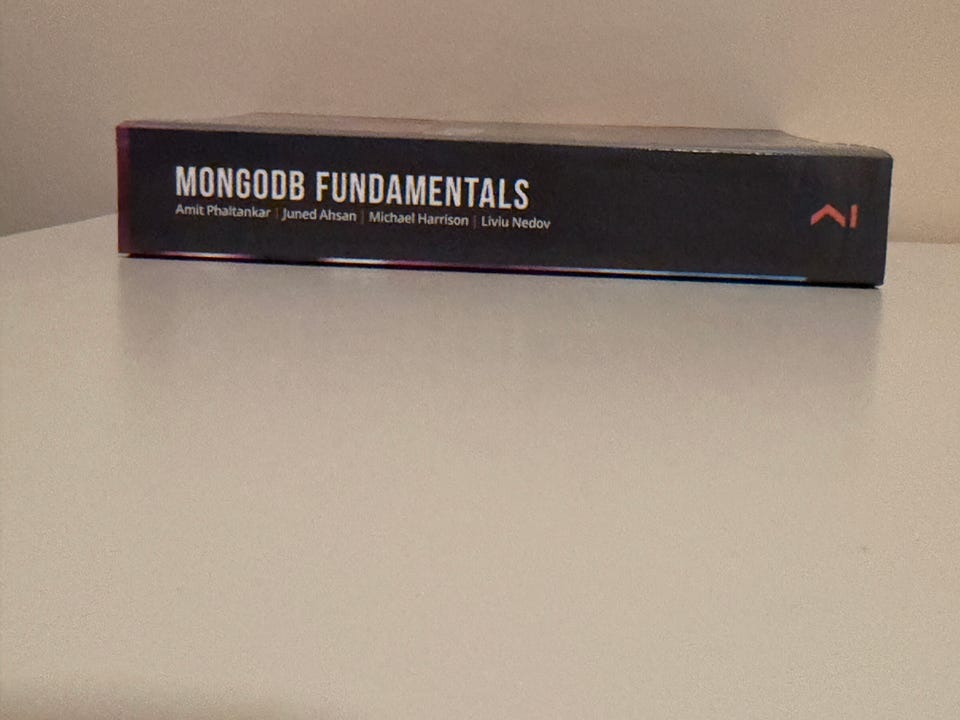 MONGODB FUNDAMENTALS
Amit Phaltankar | Juned Ahsan | Michael Harrison | Liviu Nedov